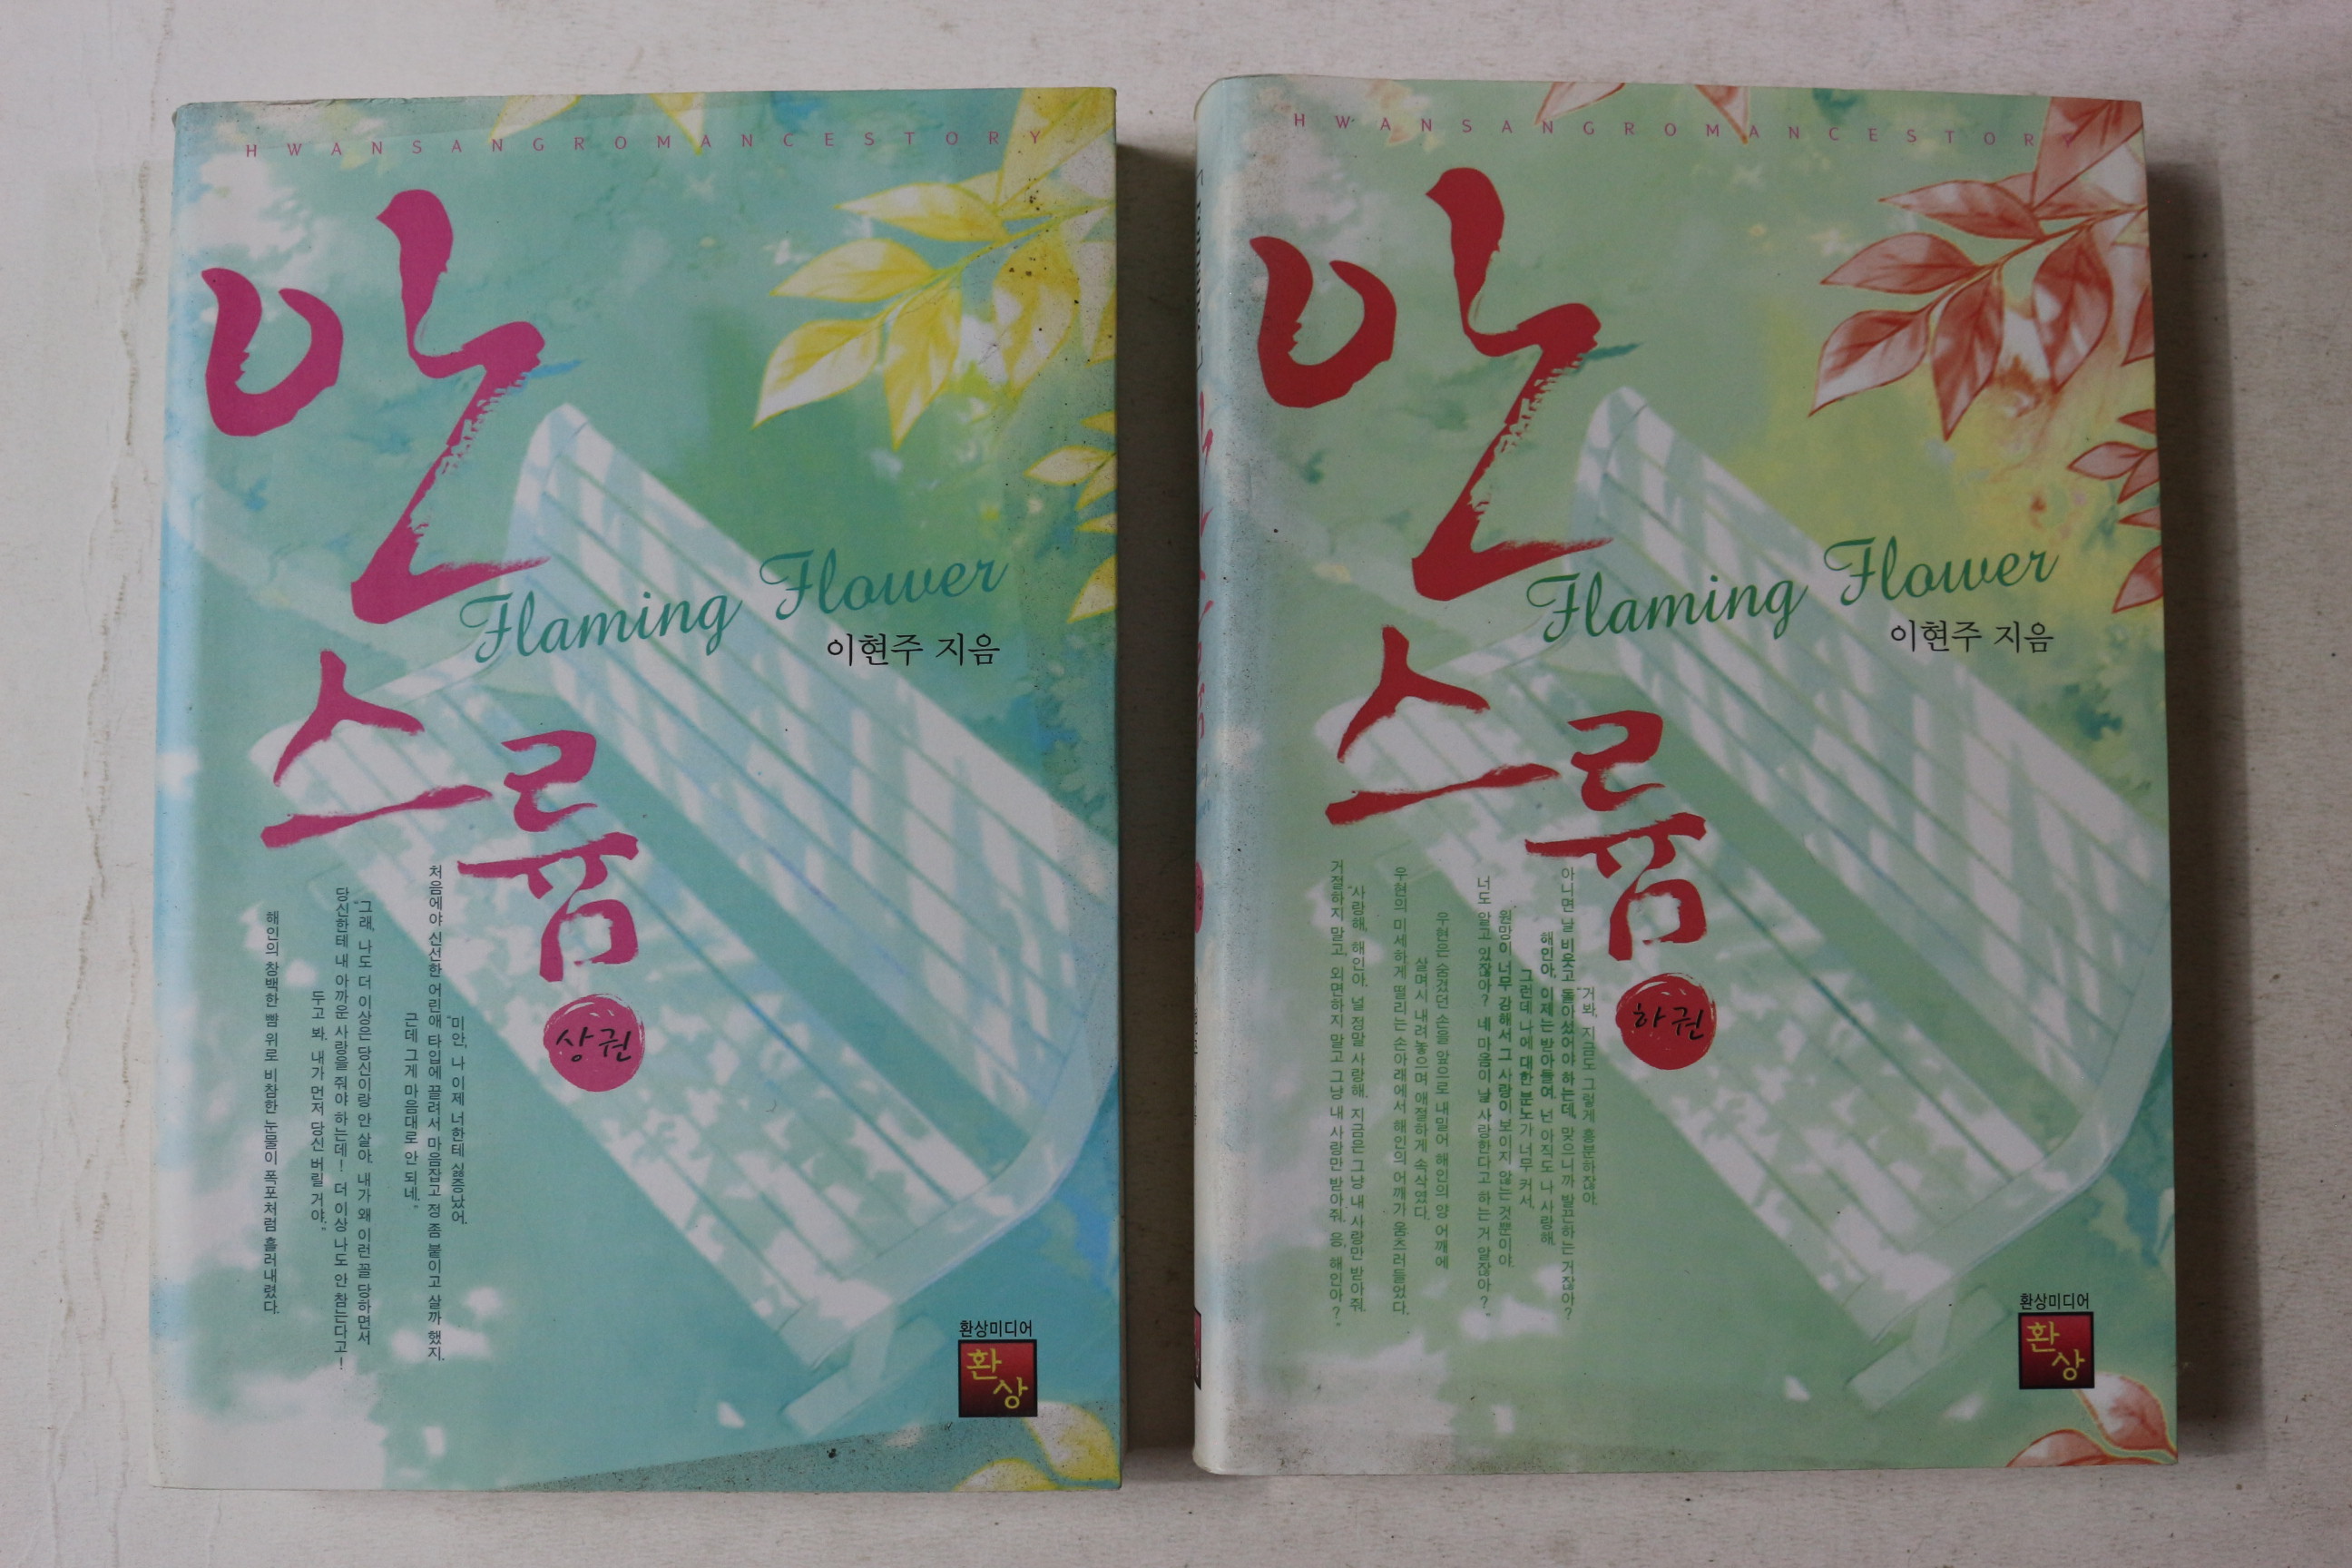 HWANSANGROMANCESTORY
안
스륨
Flaming Flower
이현주 지음
상권
"미안, 나 이제 너한테 싫증났어.
처음에야 신선한 어린애 타입에 끌려서 마음잡고 정 좀 붙이고 살까 했지.
근데 그게 마음대로 안 되네."
"그래, 나도 더 이상은 당신이랑 안 살아. 내가 왜 이런 꼴 당하면서
당신한테 내 아까운 사랑을 줘야 하는데! 더 이상 나도 안 참는다고!
두고 봐. 내가 먼저 당신 버릴 거야."
해인의 창백한 뺨 위로 비참한 눈물이 폭포처럼 흘러내렸다.
환상미디어
환상
HWANSANGROMANCESTORY
안
스륨
Flaming Flower
이현주 지음
하권
"거봐, 지금도 그렇게 흥분하잖아.
아니면 날 비웃고 돌아섰어야 하는데, 맞으니까 발끈하는 거잖아?
해인아, 이제는 받아들여. 넌 아직도 나 사랑해.
그런데 나에 대한 분노가 너무 커서,
원망이 너무 강해서 그 사랑이 보이지 않는 것뿐이야.
너도 알고 있잖아? 네 마음이 날 사랑한다고 하는 거 알잖아?"
우현은 숨겼던 손을 앞으로 내밀어 해인의 양 어깨에
살며시 내려놓으며 애절하게 속삭였다.
우현의 미세하게 떨리는 손아래에서 해인의 어깨가 움츠러들었다.
"사랑해, 해인아. 널 정말 사랑해. 지금은 그냥 내 사랑만 받아줘.
거절하지 말고, 외면하지 말고 그냥 내 사랑만 받아줘. 응, 해인아?"
환상미디어
환상